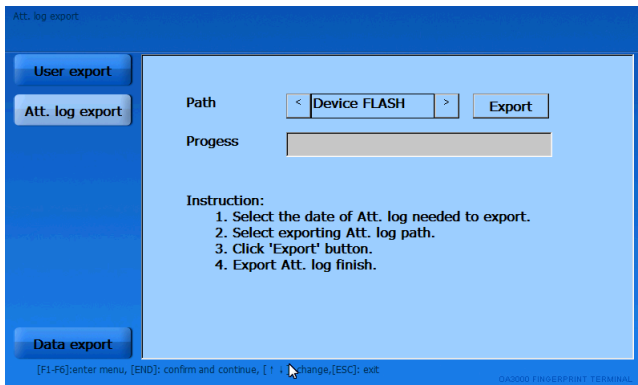 Att. log export
User export
Att. log export
Path
< Device FLASH >
Export
Progess
Instruction:
1. Select the date of Att. log needed to export.
2. Select exporting Att. log path.
3. Click 'Export' button.
4. Export Att. log finish.
Data export
[F1-F6]:enter menu, [END]: confirm and continue, [ ↑ ↓ ]:change,[ESC]: exit
OA3000 FINGERPRINT TERMINAL